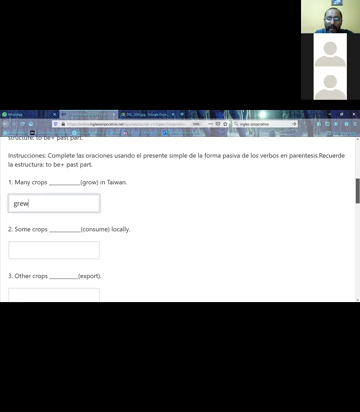 WhatsApp
structure: to be+ past part.
Instrucciones: Complete las oraciones usando el presente simple de la forma pasiva de los verbos en parentesis.Recuerde
la estructura: to be+ past part.
1. Many crops __________(grow) in Taiwan.
grew
2. Some crops __________(consume) locally.
3. Other crops __________(export).